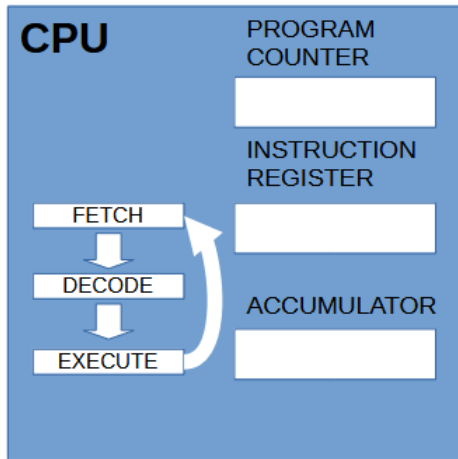 CPU
PROGRAM
COUNTER
INSTRUCTION
REGISTER
FETCH
DECODE
EXECUTE
ACCUMULATOR